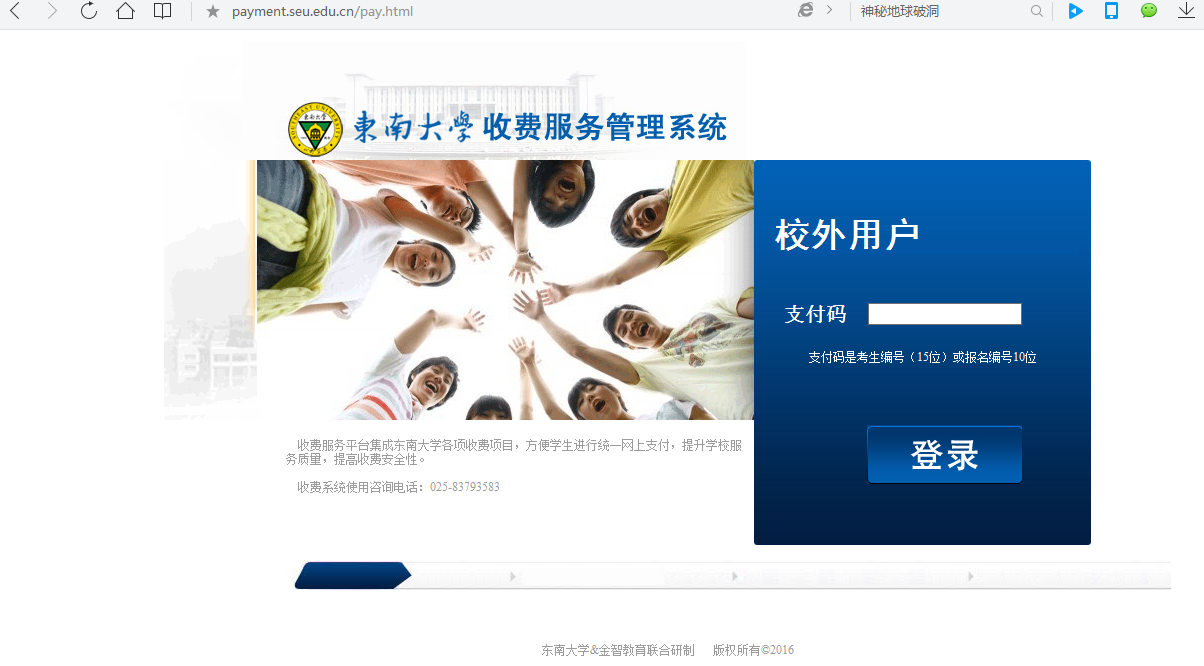 payment.seu.edu.cn/pay.html
神秘地球破洞
東南大學 收费服务管理系统
校外用户
支付码
支付码是考生编号（15位）或报名编号10位
登录
收费服务平台集成东南大学各项收费项目，方便学生进行统一网上支付，提升学校服
务质量，提高收费安全性。
收费系统使用咨询电话：025-83793583
东南大学&金智教育联合研制 版权所有©2016